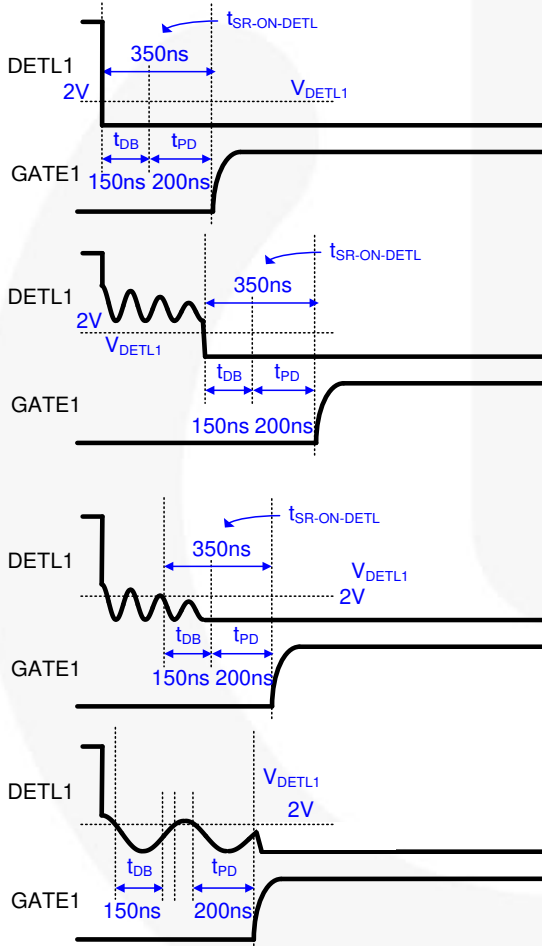 tSR-ON-DETL
350ns
DETL1
2V
VDETL1
tDB tPD
GATE1
150ns 200ns
tSR-ON-DETL
350ns
DETL1
2V
VDETL1
tDB tPD
GATE1
150ns 200ns
tSR-ON-DETL
350ns
DETL1
VDETL1
2V
tDB tPD
GATE1
150ns 200ns
VDETL1
DETL1
2V
tDB tPD
150ns 200ns
GATE1